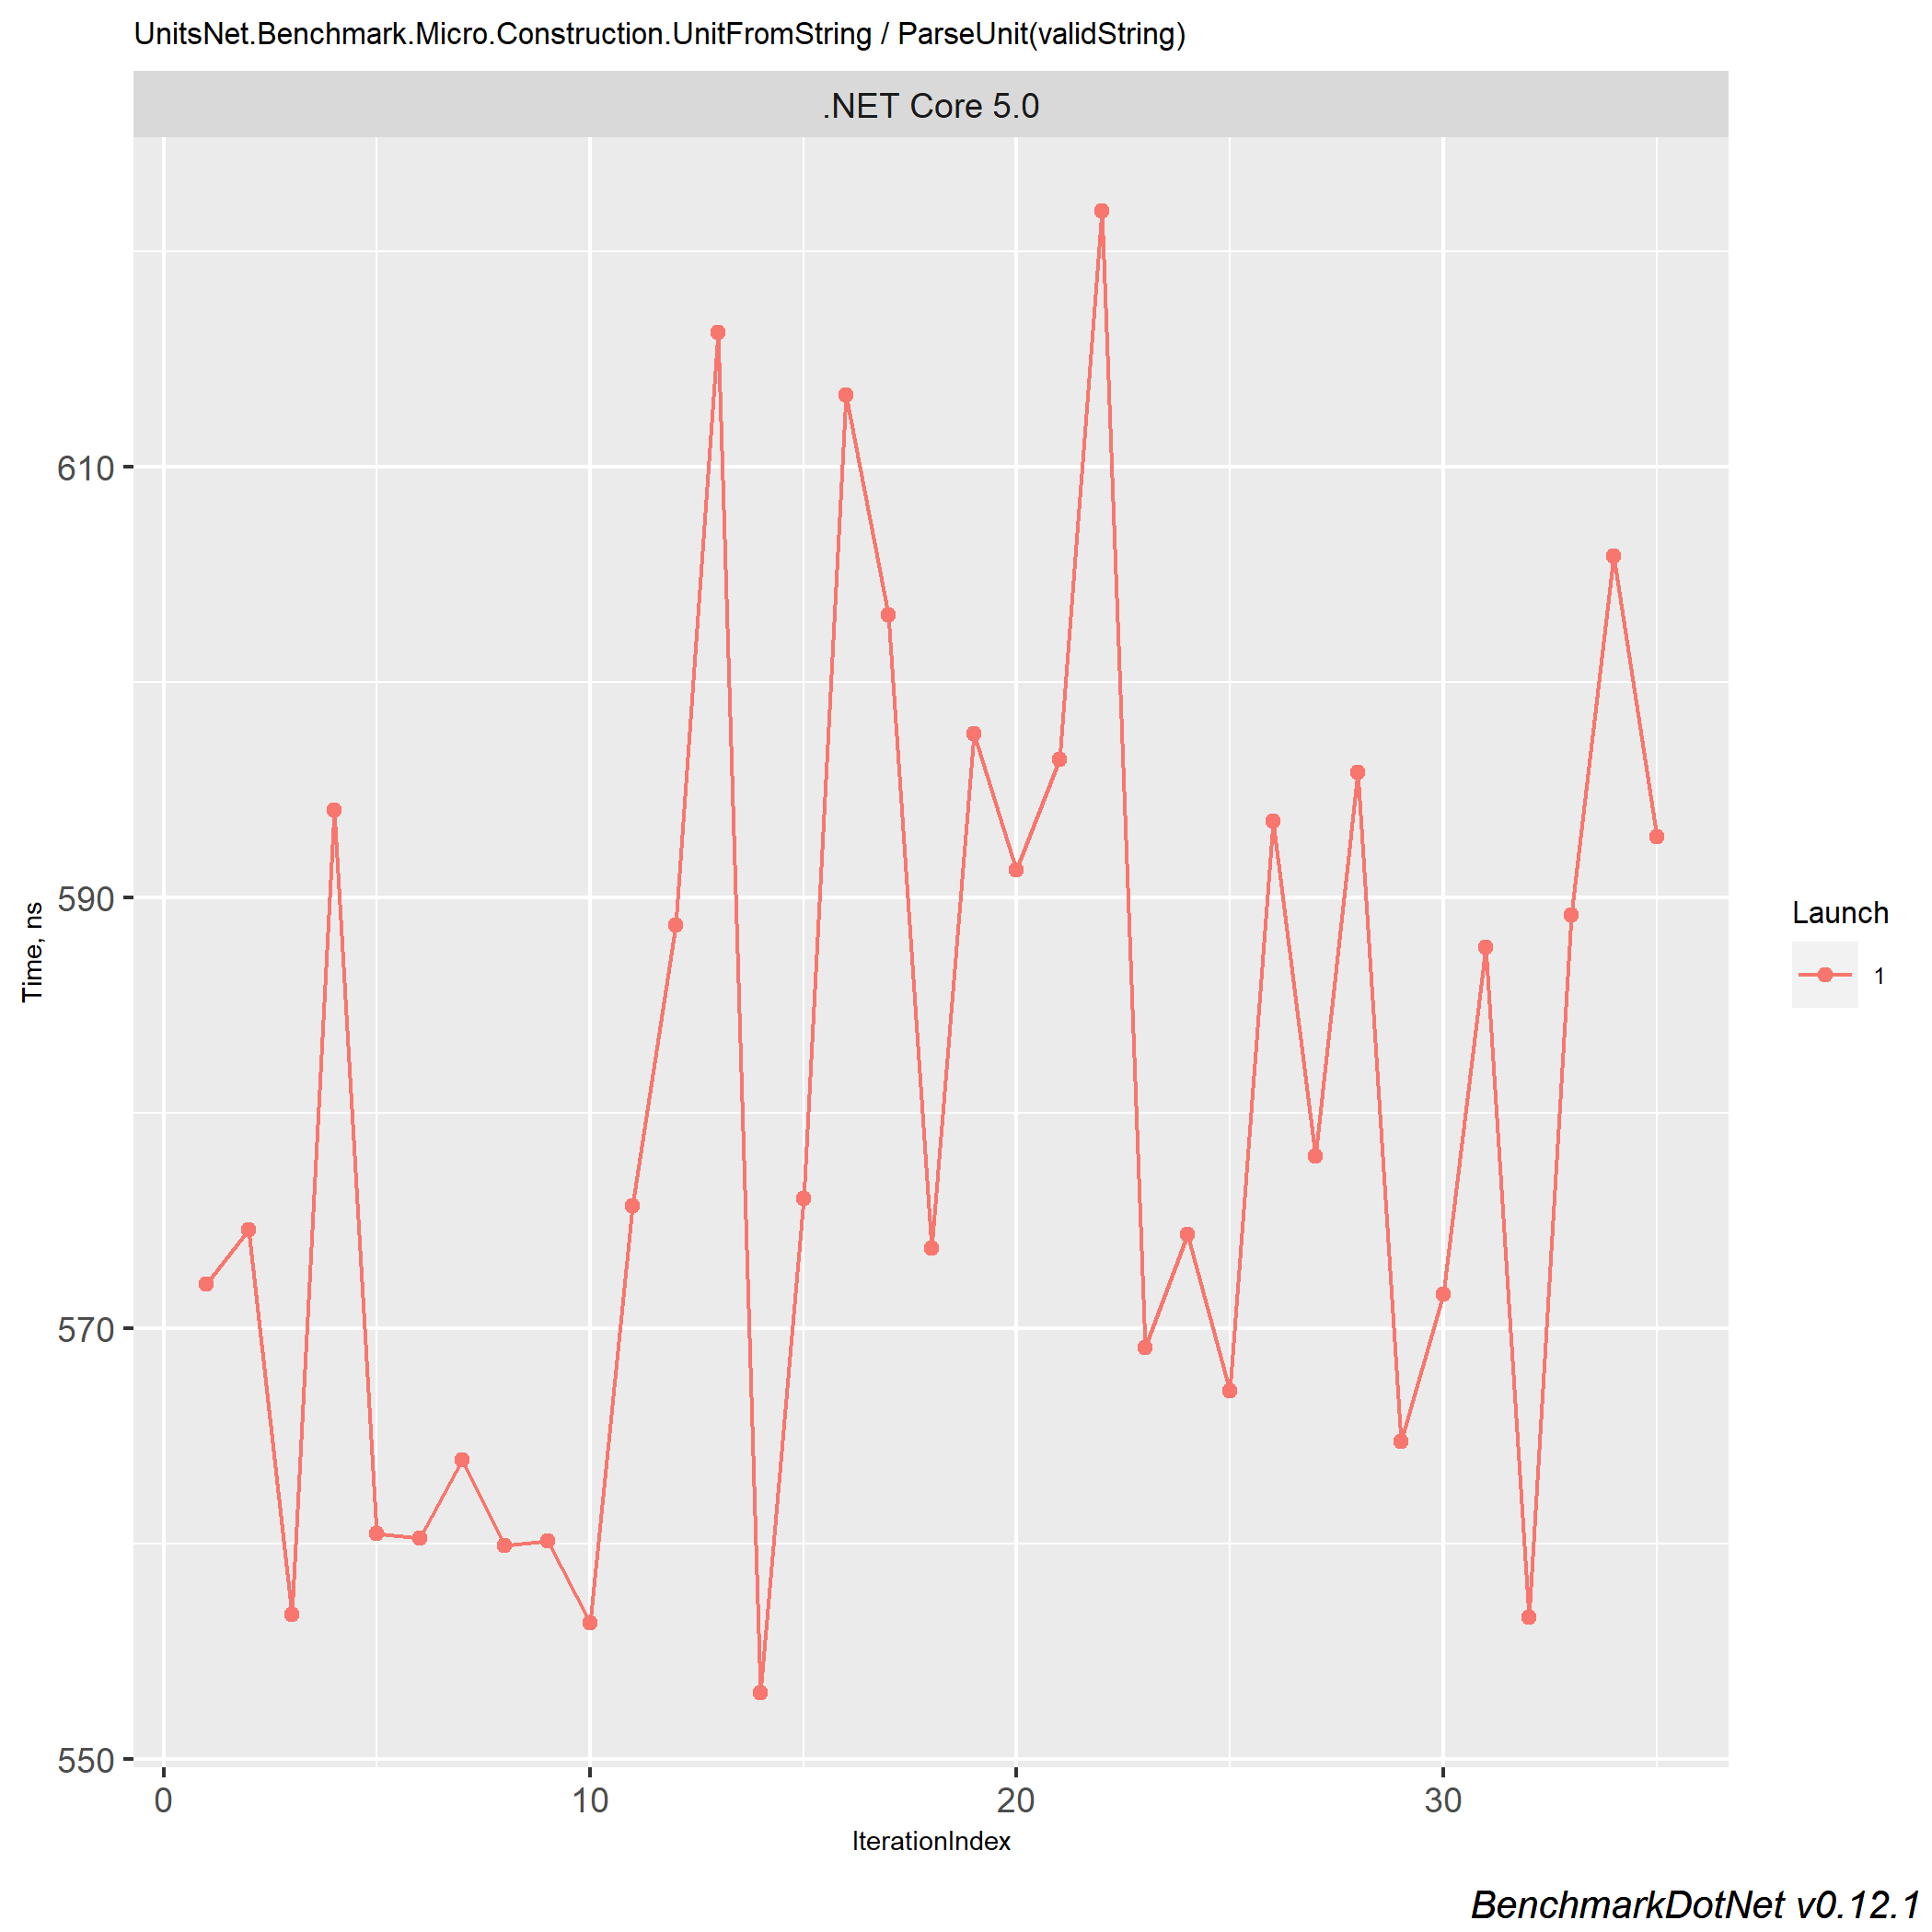 UnitsNet.Benchmark.Micro.Construction.UnitFromString / ParseUnit(validString)
.NET Core 5.0
610
590
570
550
Time, ns
0 10 20 30
IterationIndex
Launch
1
BenchmarkDotNet v0.12.1